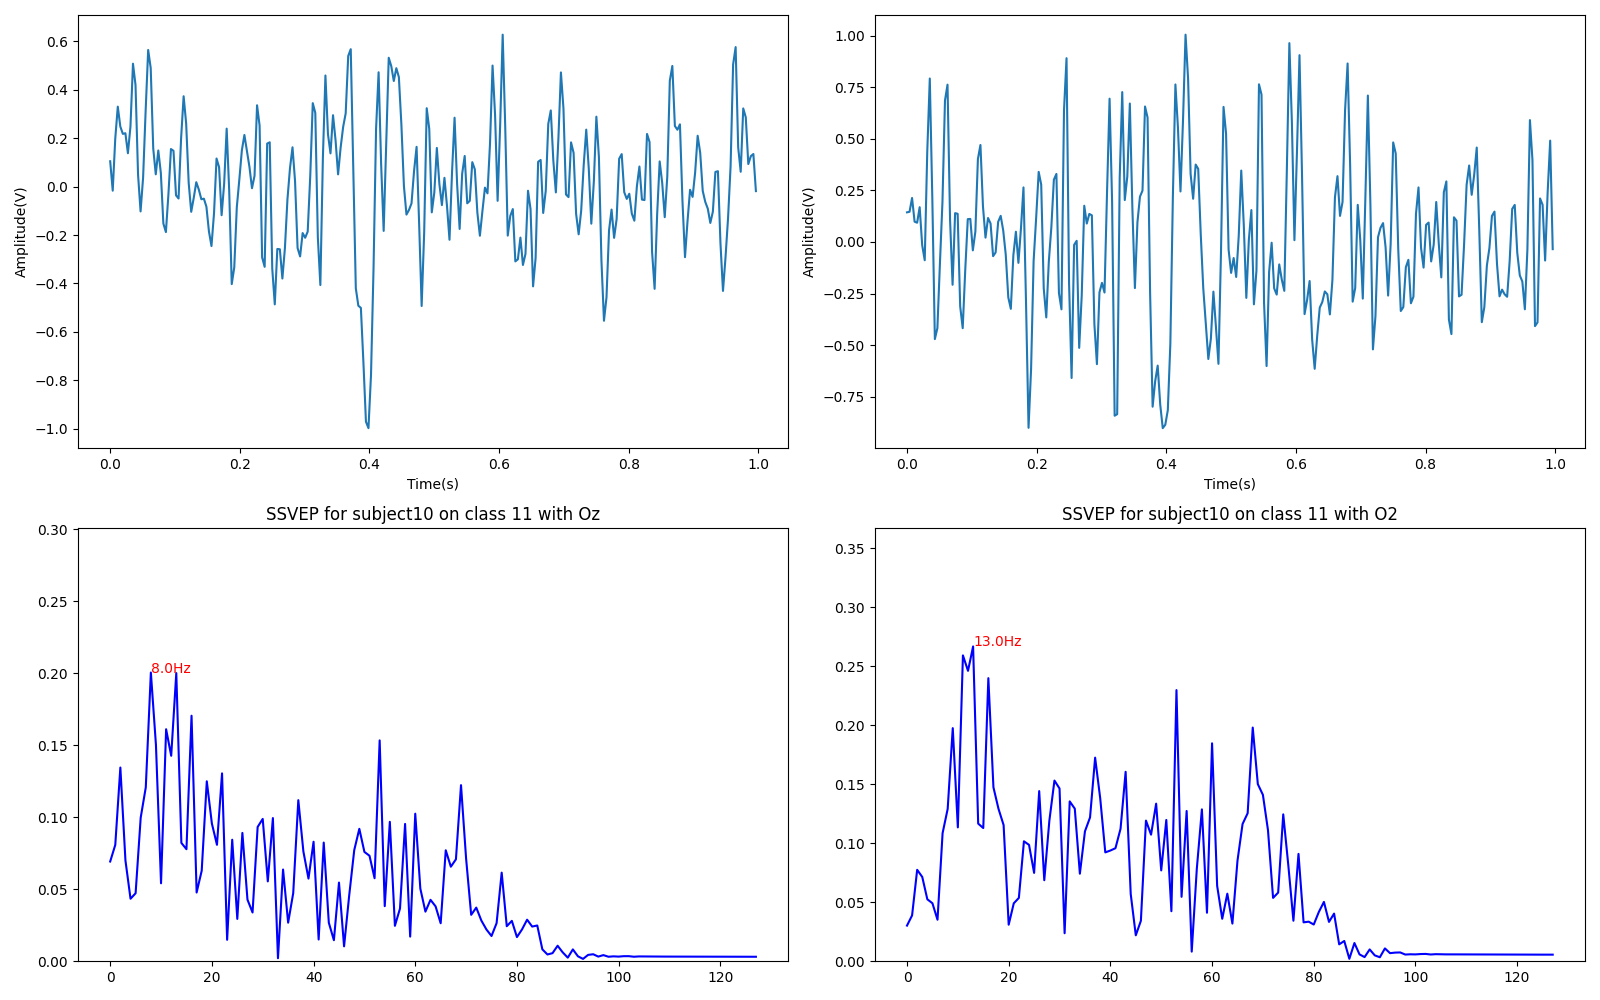 0.6
0.4
0.2
0.0
−0.2
−0.4
−0.6
−0.8
−1.0
Amplitude(V)
0.0 0.2 0.4 0.6 0.8 1.0
Time(s)
1.00
0.75
0.50
0.25
0.00
−0.25
−0.50
−0.75
Amplitude(V)
0.0 0.2 0.4 0.6 0.8 1.0
Time(s)
SSVEP for subject10 on class 11 with Oz
0.30
0.25
0.20
0.15
0.10
0.05
0.00
8.0Hz
0 20 40 60 80 100 120
SSVEP for subject10 on class 11 with O2
0.35
0.30
0.25
0.20
0.15
0.10
0.05
0.00
13.0Hz
0 20 40 60 80 100 120